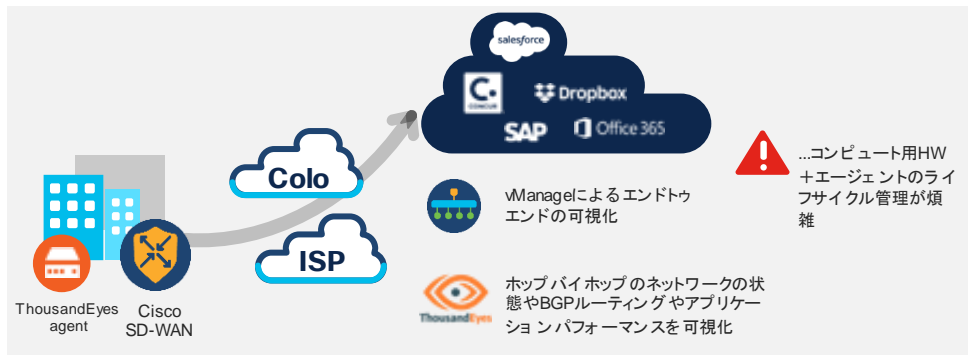 salesforce
C.
CONCUR
Dropbox
SAP
Office 365
Colo
ISP
ThousandEyes
agent
Cisco
SD-WAN
vManageによるエンドトゥ
エンドの可視化
ThousandEyes
ホップバイホップのネットワークの状
態やBGPルーティングやアプリケー
ションパフォーマンスを可視化
...コンピュート用HW
+エージェントのライ
フサイクル管理が煩
雑